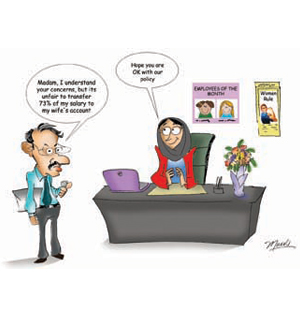 Madam, I understand
your concerns, but its
unfair to transfer
73% of my salary to
my wife's account
Hope you are
OK with our
policy
EMPLOYEES OF THE
MONTH
Women
Rule